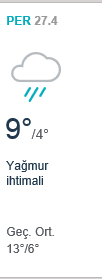 PER 27.4
9°/4°
Yağmur
ihtimali
Geç. Ort.
13°/6°